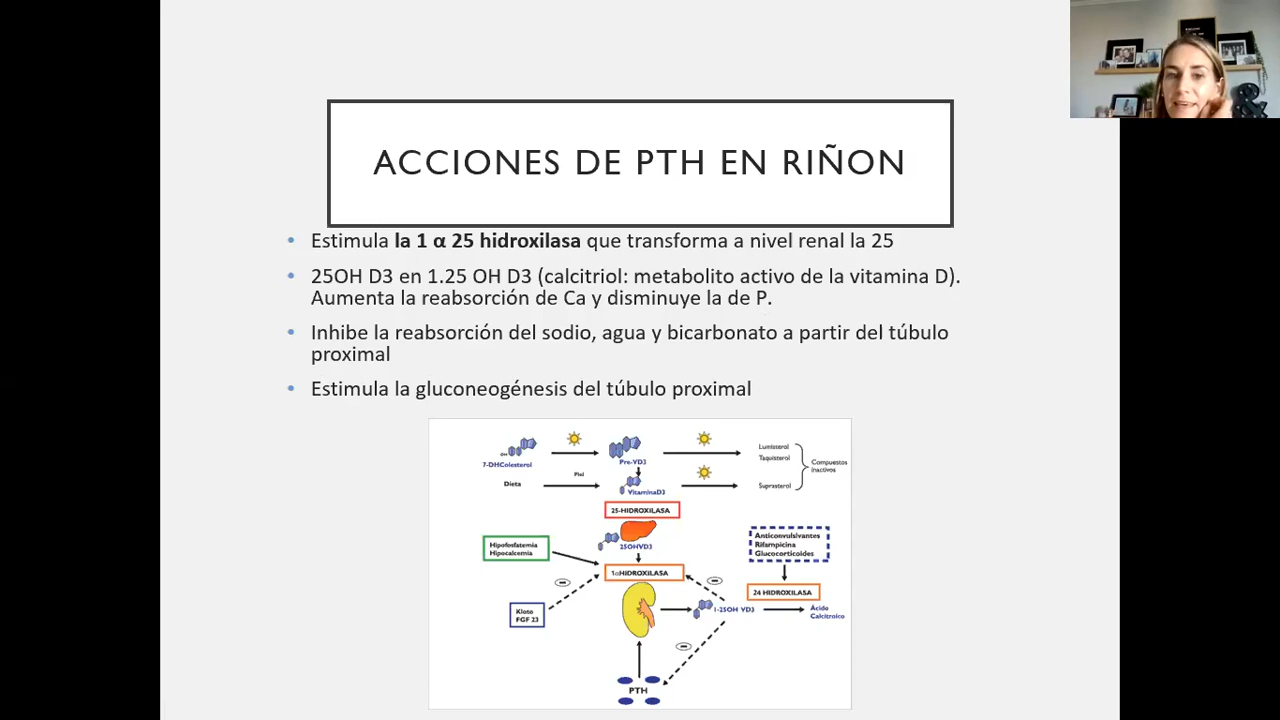 ACCIONES DE PTH EN RIÑON
• Estimula la 1 α 25 hidroxilasa que transforma a nivel renal la 25
• 25OH D3 en 1.25 OH D3 (calcitriol: metabolito activo de la vitamina D).
Aumenta la reabsorción de Ca y disminuye la de P.
• Inhibe la reabsorción del sodio, agua y bicarbonato a partir del túbulo
proximal
• Estimula la gluconeogénesis del túbulo proximal
7-DHColesterol
Pre-VD3
Lumisterol
Taquisterol
Compuestos
inactivos
Dieta
Piel
VitaminaD3
Suprasterol
25-HIDROXILASA
25OHVD3
Hipofosfatemia
Hipocalcemia
Anticonvulsivantes
Rifampicina
Glucocorticoides
1αHIDROXILASA
24 HIDROXILASA
Kloto
FGF 23
1-25OH VD3
Ácido
Calcitroico
PTH